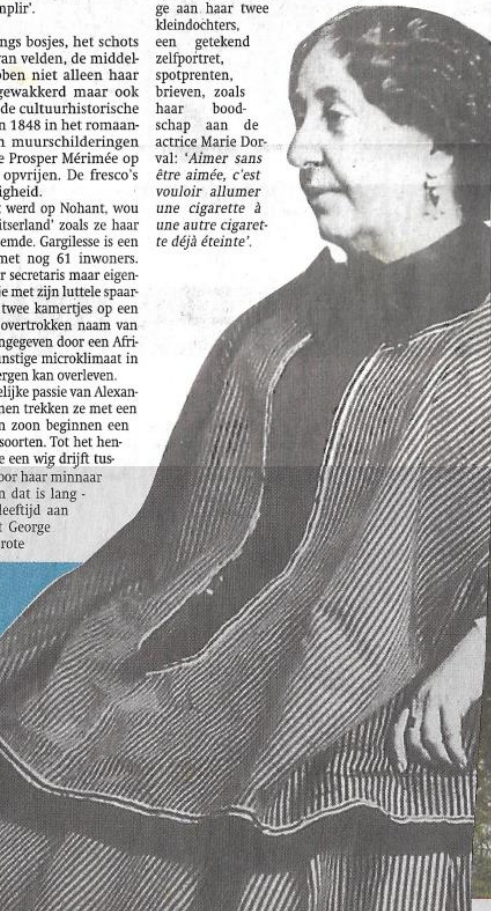 mplir'.
ngs bosjes, het schots
van velden, de middel-
bben niet alleen haar
gewakkerd maar ook
de cultuurhistorische
n 1848 in het romaan-
n muurschilderingen
e Prosper Mérimée op
opvrijen. De fresco's
igheid.
t werd op Nohant, wou
itserland' zoals ze haar
emde. Gargilesse is een
met nog 61 inwoners.
r secretaris maar eigen-
je met zijn luttele spaar-
twee kamertjes op een
overtrokken naam van
ngegeven door een Afri-
unstige microklimaat in
ergen kan overleven.
elijke passie van Alexan-
nen trekken ze met een
n zoon beginnen een
soorten. Tot het hen-
e een wig drijft tus-
oor haar minnaar
n dat is lang -
leeftijd aan
t George
rote
ge aan haar twee
kleindochters,
een getekend
zelfportret,
spotprenten,
brieven, zoals
haar bood-
schap aan de
actrice Marie Dor-
val: 'Aimer sans
être aimée, c'est
vouloir allumer
une cigarette à
une autre cigaret-
te déjà éteinte'.